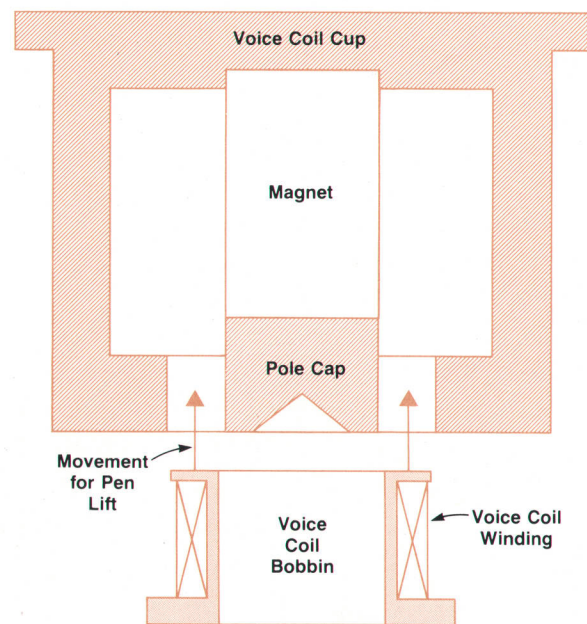 Voice Coil Cup
Magnet
Pole Cap
Movement
for Pen
Lift
Voice
Coil
Bobbin
Voice Coil
Winding